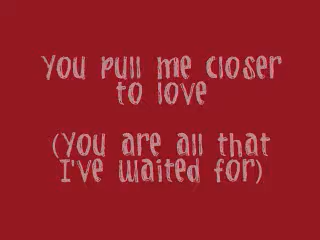 You pull me closer
to love
(You are all that
I've waited for)